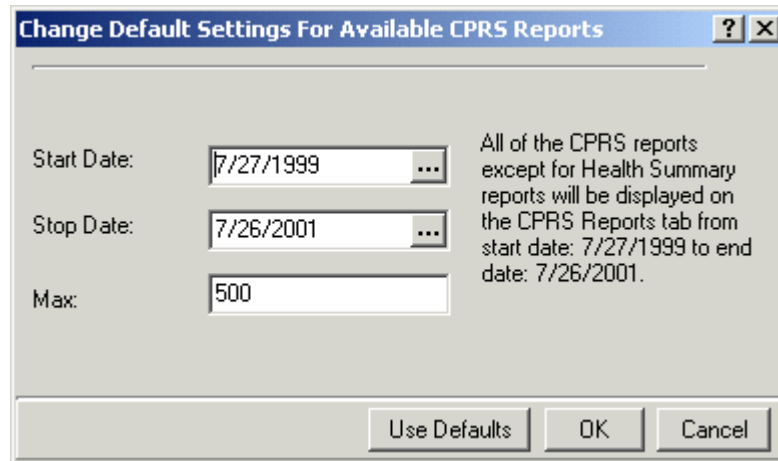 Change Default Settings For Available CPRS Reports
Start Date:
7/27/1999
...
Stop Date:
7/26/2001
...
Max:
500
All of the CPRS reports
except for Health Summary
reports will be displayed on
the CPRS Reports tab from
start date: 7/27/1999 to end
date: 7/26/2001.
Use Defaults
OK
Cancel